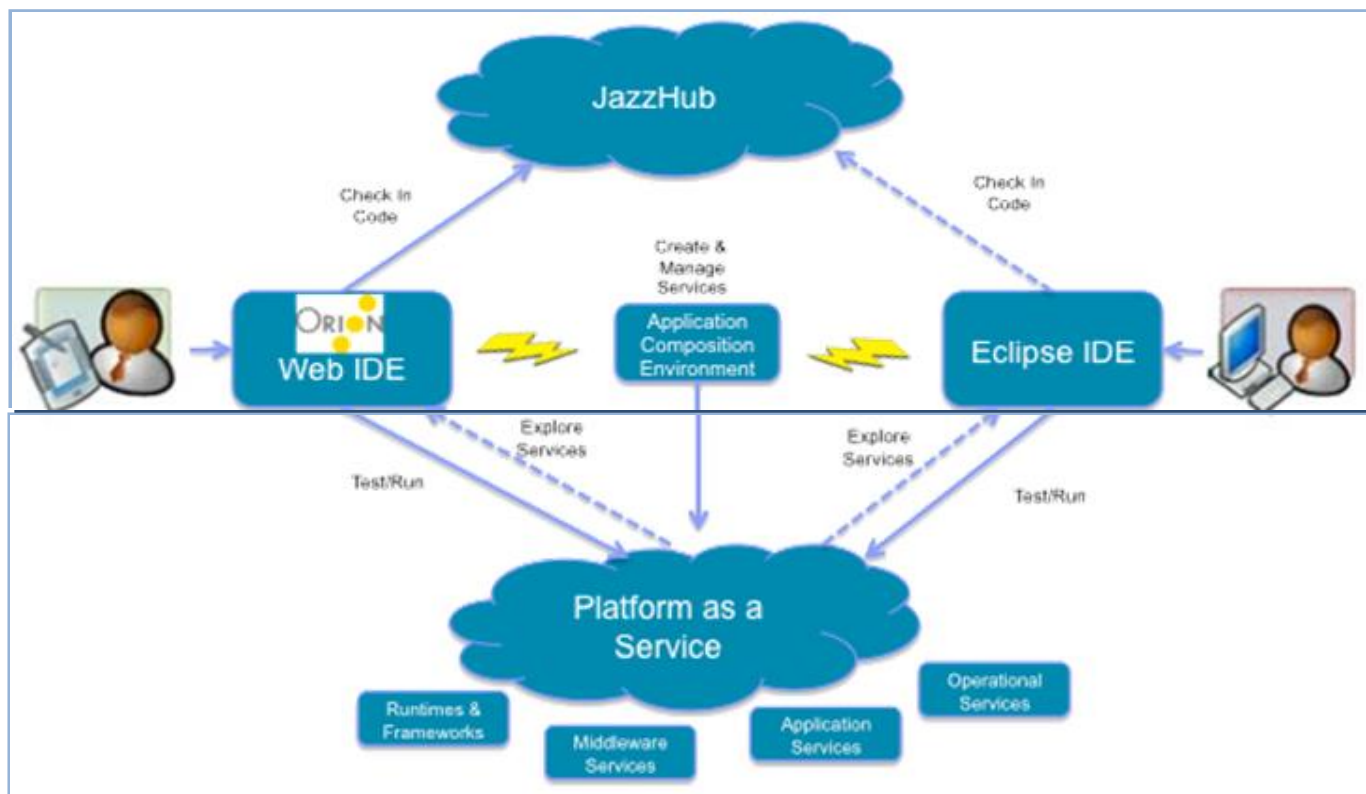 JazzHub
Check In
Code
Check In
Code
Create &
Manage
Services
ORION
Web IDE
Application
Composition
Environment
Eclipse IDE
Explore
Services
Explore
Services
Test/Run
Test/Run
Platform as a
Service
Runtimes &
Frameworks
Middleware
Services
Application
Services
Operational
Services